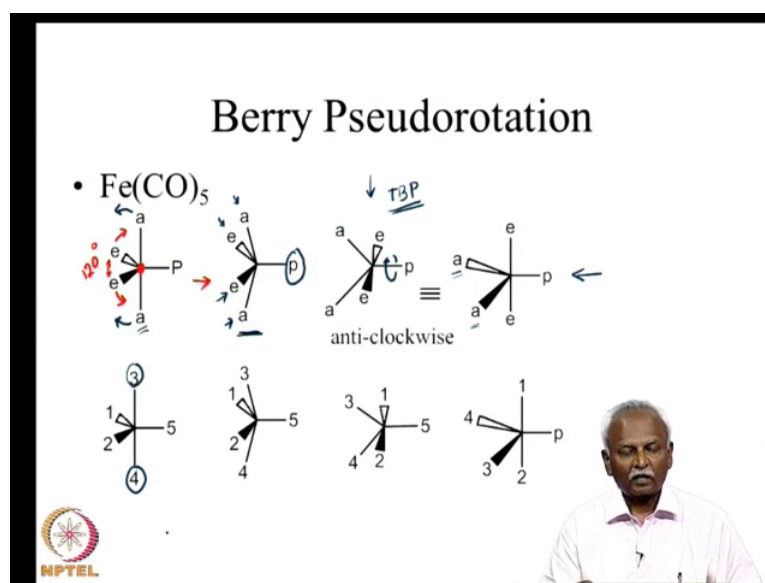 Berry Pseudorotation
• Fe(CO)5
↓ TBP
a a a e e
e e P e e p e p a a p
120°
a a a e e
≡
anti-clockwise
3 3 1 1
1 2 5 1 2 5 3 5 4 p
4 4 4 2 3 2
NPTEL